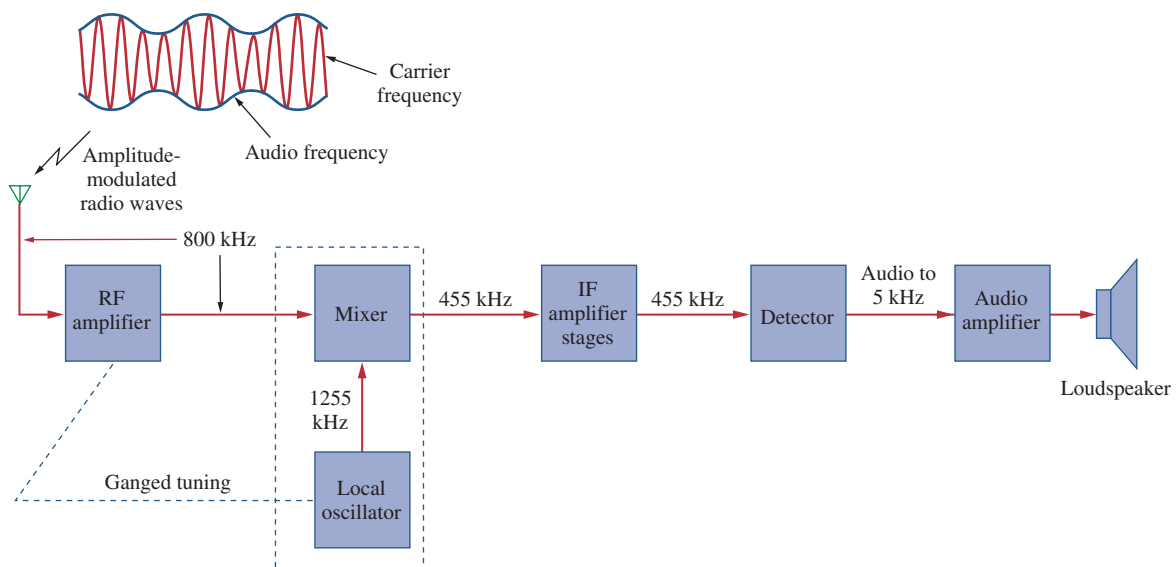 Carrier
frequency
Audio frequency
Amplitude-
modulated
radio waves
800 kHz
RF
amplifier
Mixer
455 kHz
IF
amplifier
stages
455 kHz
Detector
Audio to
5 kHz
Audio
amplifier
Loudspeaker
1255
kHz
Ganged tuning
Local
oscillator